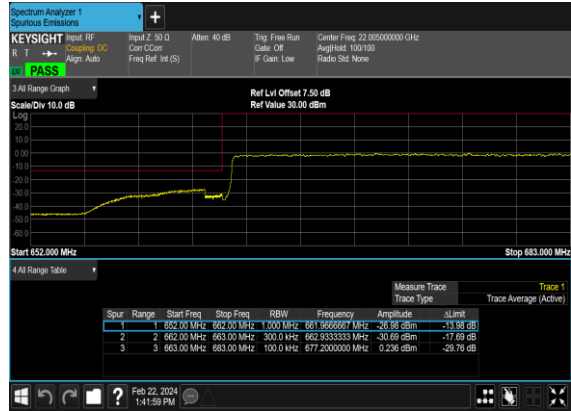 Spectrum Analyzer 1
Spurious Emissions
+
KEYSIGHT Input: RF Input Z: 50 Ω Atten: 40 dB Trig: Free Run Center Freq: 22.005000000 GHz
R T Coupling: DC Corr CCorr Gate: Off Avg|Hold: 100/100
Align: Auto Freq Ref: Int (S) IF Gain: Low Radio Std: None
PASS
3 All Range Graph
Ref Lvl Offset 7.50 dB
Scale/Div 10.0 dB Ref Value 30.00 dBm
Log
20.0
10.0
0.00
-10.0
-20.0
-30.0
-40.0
-50.0
-60.0
Start 652.000 MHz Stop 683.000 MHz
4 All Range Table
Measure Trace Trace 1
Trace Type Trace Average (Active)
Spur Range Start Freq Stop Freq RBW Frequency Amplitude ΔLimit
1 1 652.00 MHz 662.00 MHz 1.000 MHz 661.9666667 MHz -26.98 dBm -13.98 dB
2 2 662.00 MHz 663.00 MHz 300.0 kHz 662.9333333 MHz -30.69 dBm -17.69 dB
3 3 663.00 MHz 683.00 MHz 100.0 kHz 677.2000000 MHz 0.236 dBm -29.76 dB
? Feb 22, 2024
1:41:59 PM